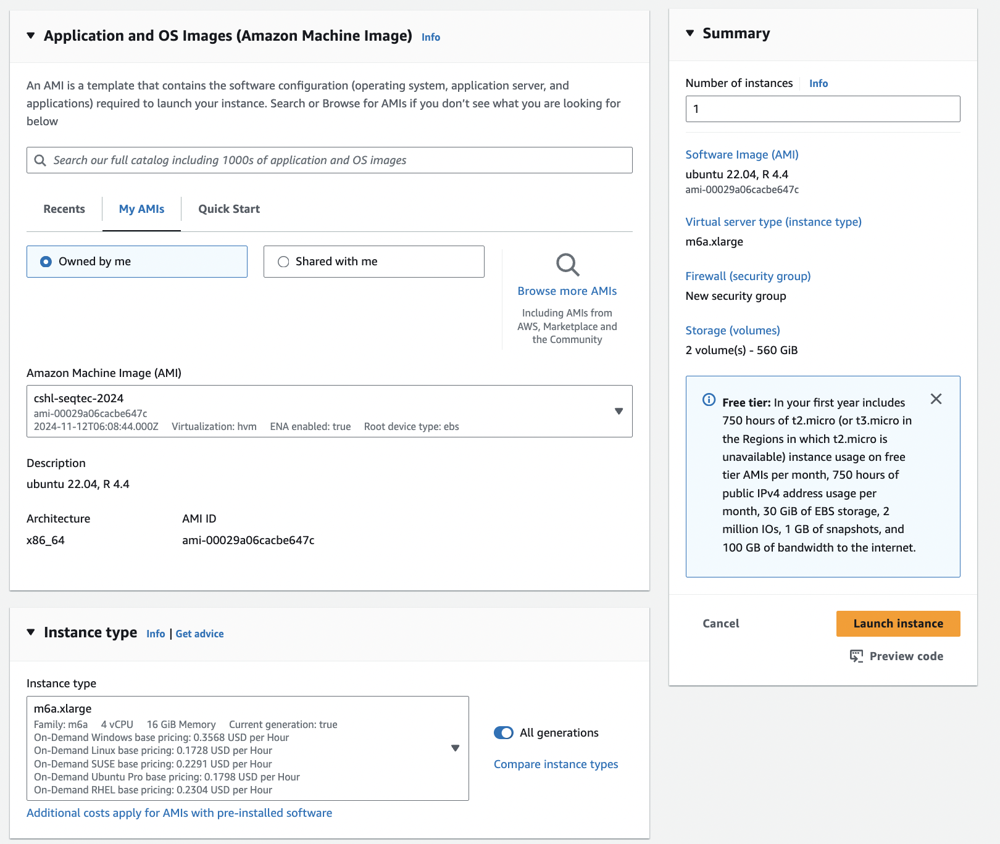 Application and OS Images (Amazon Machine Image) Info
An AMI is a template that contains the software configuration (operating system, application server, and
applications) required to launch your instance. Search or Browse for AMIs if you don’t see what you are looking for
below
Search our full catalog including 1000s of application and OS images
Recents
My AMIs
Quick Start
Owned by me
Shared with me
Browse more AMIs
Including AMIs from
AWS, Marketplace and
the Community
Amazon Machine Image (AMI)
cshl-seqtec-2024
ami-00029a06cacbe647c
2024-11-12T06:08:44.000Z Virtualization: hvm ENA enabled: true Root device type: ebs
Description
ubuntu 22.04, R 4.4
Architecture AMI ID
x86_64 ami-00029a06cacbe647c
Instance type Info | Get advice
Instance type
m6a.xlarge
Family: m6a 4 vCPU 16 GiB Memory Current generation: true
On-Demand Windows base pricing: 0.3568 USD per Hour
On-Demand Linux base pricing: 0.1728 USD per Hour
On-Demand SUSE base pricing: 0.2291 USD per Hour
On-Demand Ubuntu Pro base pricing: 0.1798 USD per Hour
On-Demand RHEL base pricing: 0.2304 USD per Hour
All generations
Compare instance types
Additional costs apply for AMIs with pre-installed software
Summary
Number of instances Info
1
Software Image (AMI)
ubuntu 22.04, R 4.4
ami-00029a06cacbe647c
Virtual server type (instance type)
m6a.xlarge
Firewall (security group)
New security group
Storage (volumes)
2 volume(s) - 560 GiB
Free tier: In your first year includes
750 hours of t2.micro (or t3.micro in
the Regions in which t2.micro is
unavailable) instance usage on free
tier AMIs per month, 750 hours of
public IPv4 address usage per
month, 30 GiB of EBS storage, 2
million IOs, 1 GB of snapshots, and
100 GB of bandwidth to the internet.
Cancel
Launch instance
Preview code